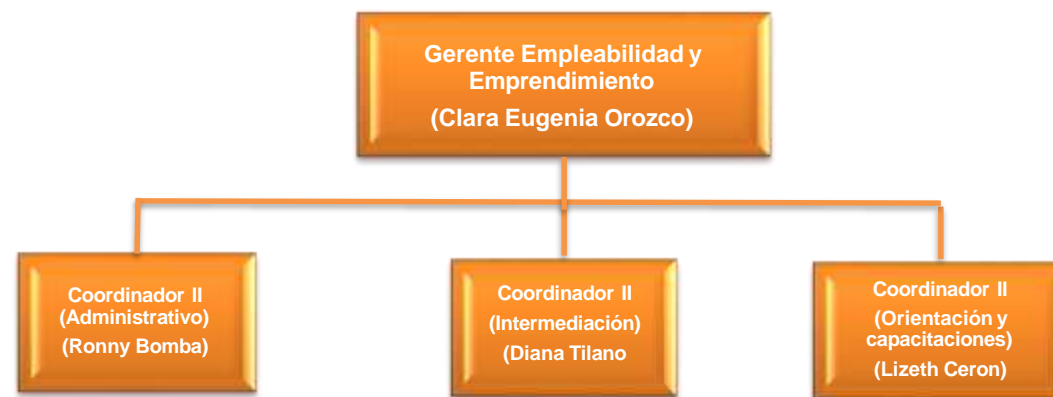 Gerente Empleabilidad y
Emprendimiento
(Clara Eugenia Orozco)
Coordinador II
(Administrativo)
(Ronny Bomba)
Coordinador II
(Intermediación)
(Diana Tilano
Coordinador II
(Orientación y
capacitaciones)
(Lizeth Ceron)